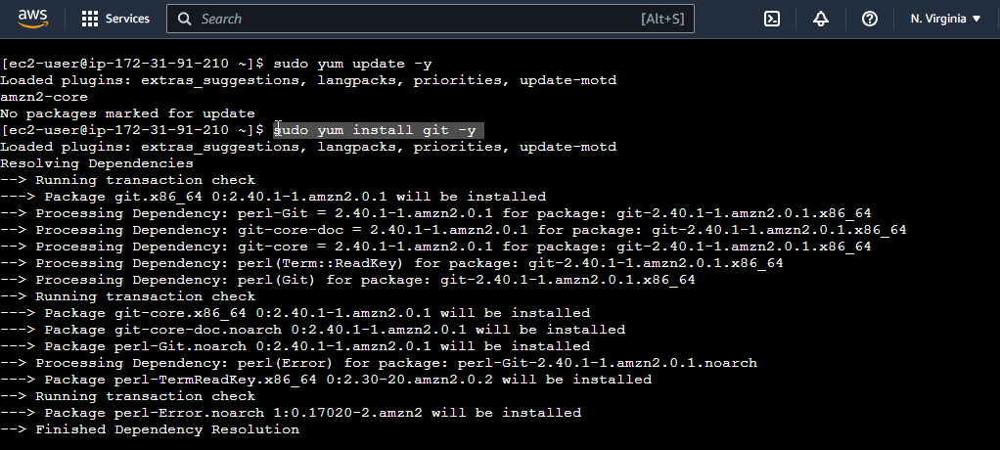 aws Services Search [Alt+S] N. Virginia
[ec2-user@ip-172-31-91-210 ~]$ sudo yum update -y
Loaded plugins: extras_suggestions, langpacks, priorities, update-motd
amzn2-core
No packages marked for update
[ec2-user@ip-172-31-91-210 ~]$ sudo yum install git -y
Loaded plugins: extras_suggestions, langpacks, priorities, update-motd
Resolving Dependencies
--> Running transaction check
---> Package git.x86_64 0:2.40.1-1.amzn2.0.1 will be installed
--> Processing Dependency: perl-Git = 2.40.1-1.amzn2.0.1 for package: git-2.40.1-1.amzn2.0.1.x86_64
--> Processing Dependency: git-core-doc = 2.40.1-1.amzn2.0.1 for package: git-2.40.1-1.amzn2.0.1.x86_64
--> Processing Dependency: git-core = 2.40.1-1.amzn2.0.1 for package: git-2.40.1-1.amzn2.0.1.x86_64
--> Processing Dependency: perl(Term::ReadKey) for package: git-2.40.1-1.amzn2.0.1.x86_64
--> Processing Dependency: perl(Git) for package: git-2.40.1-1.amzn2.0.1.x86_64
--> Running transaction check
---> Package git-core.x86_64 0:2.40.1-1.amzn2.0.1 will be installed
---> Package git-core-doc.noarch 0:2.40.1-1.amzn2.0.1 will be installed
---> Package perl-Git.noarch 0:2.40.1-1.amzn2.0.1 will be installed
--> Processing Dependency: perl(Error) for package: perl-Git-2.40.1-1.amzn2.0.1.noarch
---> Package perl-TermReadKey.x86_64 0:2.30-20.amzn2.0.2 will be installed
--> Running transaction check
---> Package perl-Error.noarch 1:0.17020-2.amzn2 will be installed
--> Finished Dependency Resolution